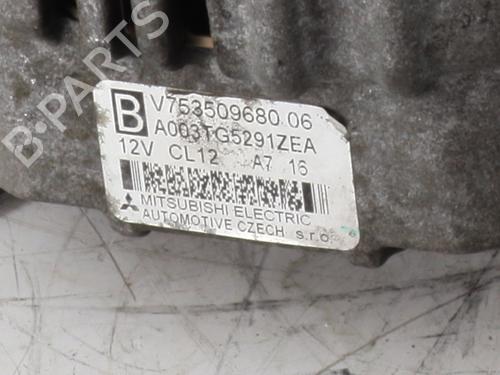 B-PARTS
B V753509680 06
A003TG5291ZEA
12V CL12 A7 16
MITSUBISHI ELECTRIC
AUTOMOTIVE CZECH s.r.o